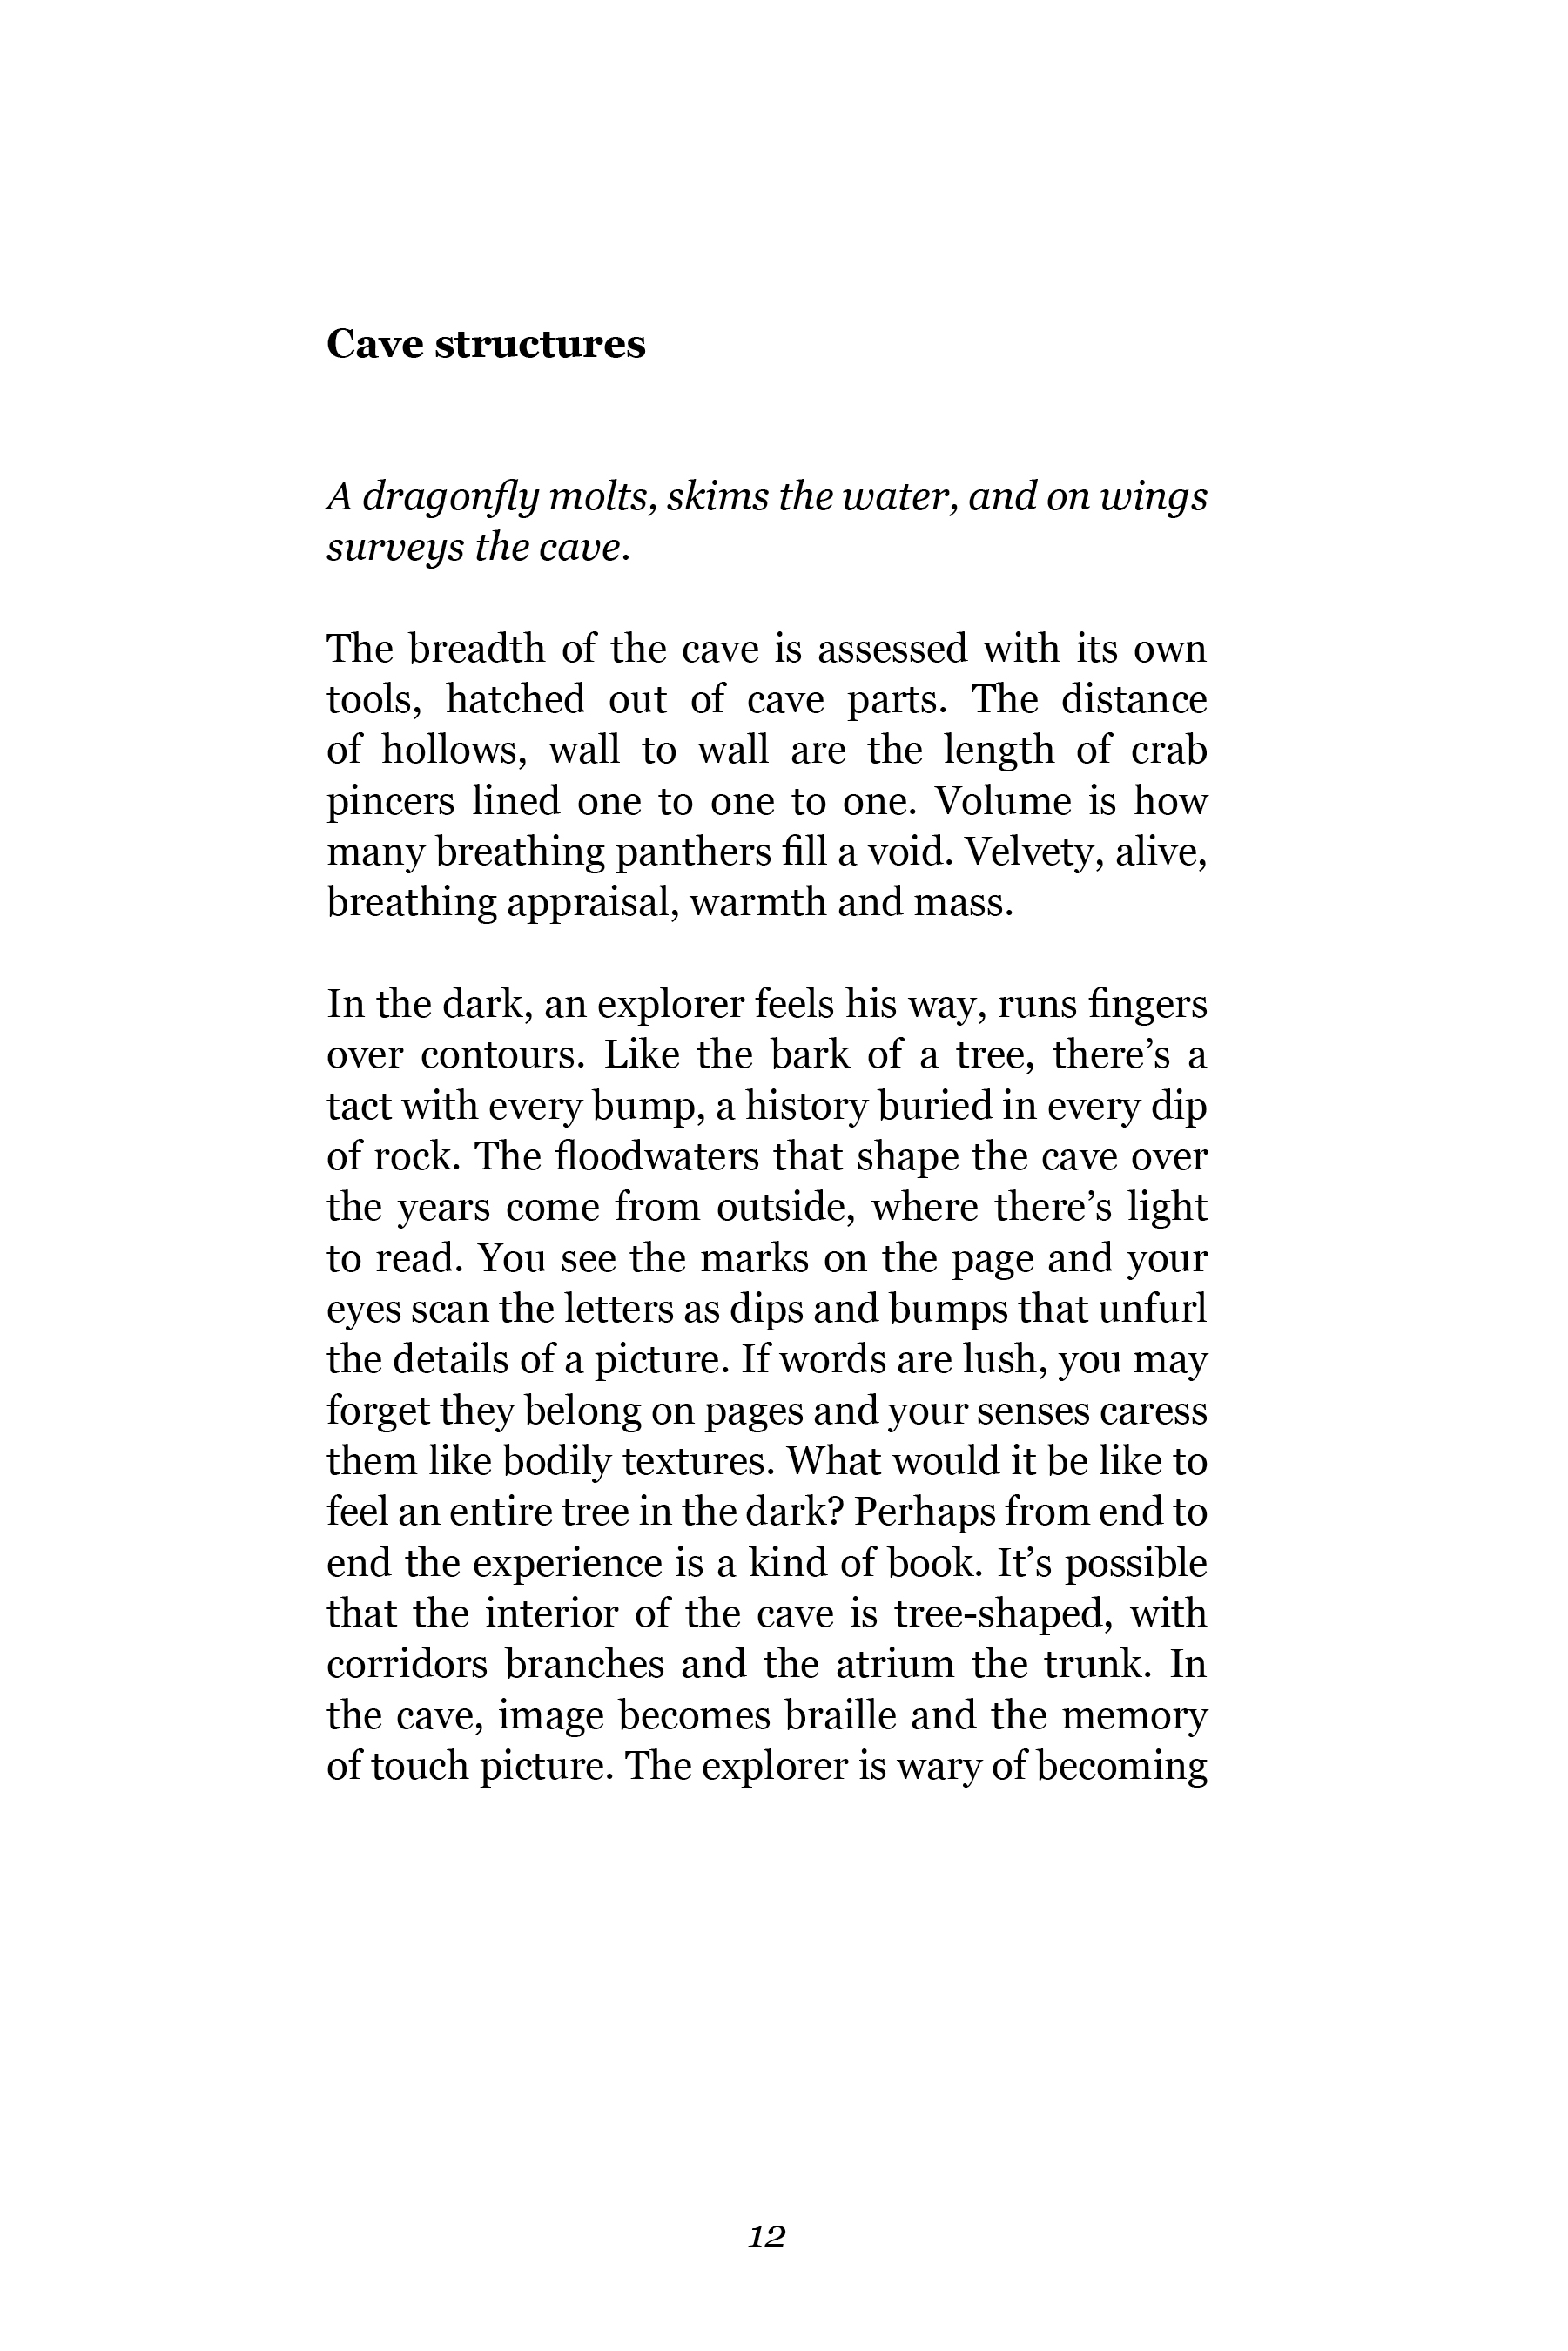 Cave structures
A dragonfly molts, skims the water, and on wings
surveys the cave.
The breadth of the cave is assessed with its own
tools, hatched out of cave parts. The distance
of hollows, wall to wall are the length of crab
pincers lined one to one to one. Volume is how
many breathing panthers fill a void. Velvety, alive,
breathing appraisal, warmth and mass.
In the dark, an explorer feels his way, runs fingers
over contours. Like the bark of a tree, there’s a
tact with every bump, a history buried in every dip
of rock. The floodwaters that shape the cave over
the years come from outside, where there’s light
to read. You see the marks on the page and your
eyes scan the letters as dips and bumps that unfurl
the details of a picture. If words are lush, you may
forget they belong on pages and your senses caress
them like bodily textures. What would it be like to
feel an entire tree in the dark? Perhaps from end to
end the experience is a kind of book. It’s possible
that the interior of the cave is tree-shaped, with
corridors branches and the atrium the trunk. In
the cave, image becomes braille and the memory
of touch picture. The explorer is wary of becoming
12